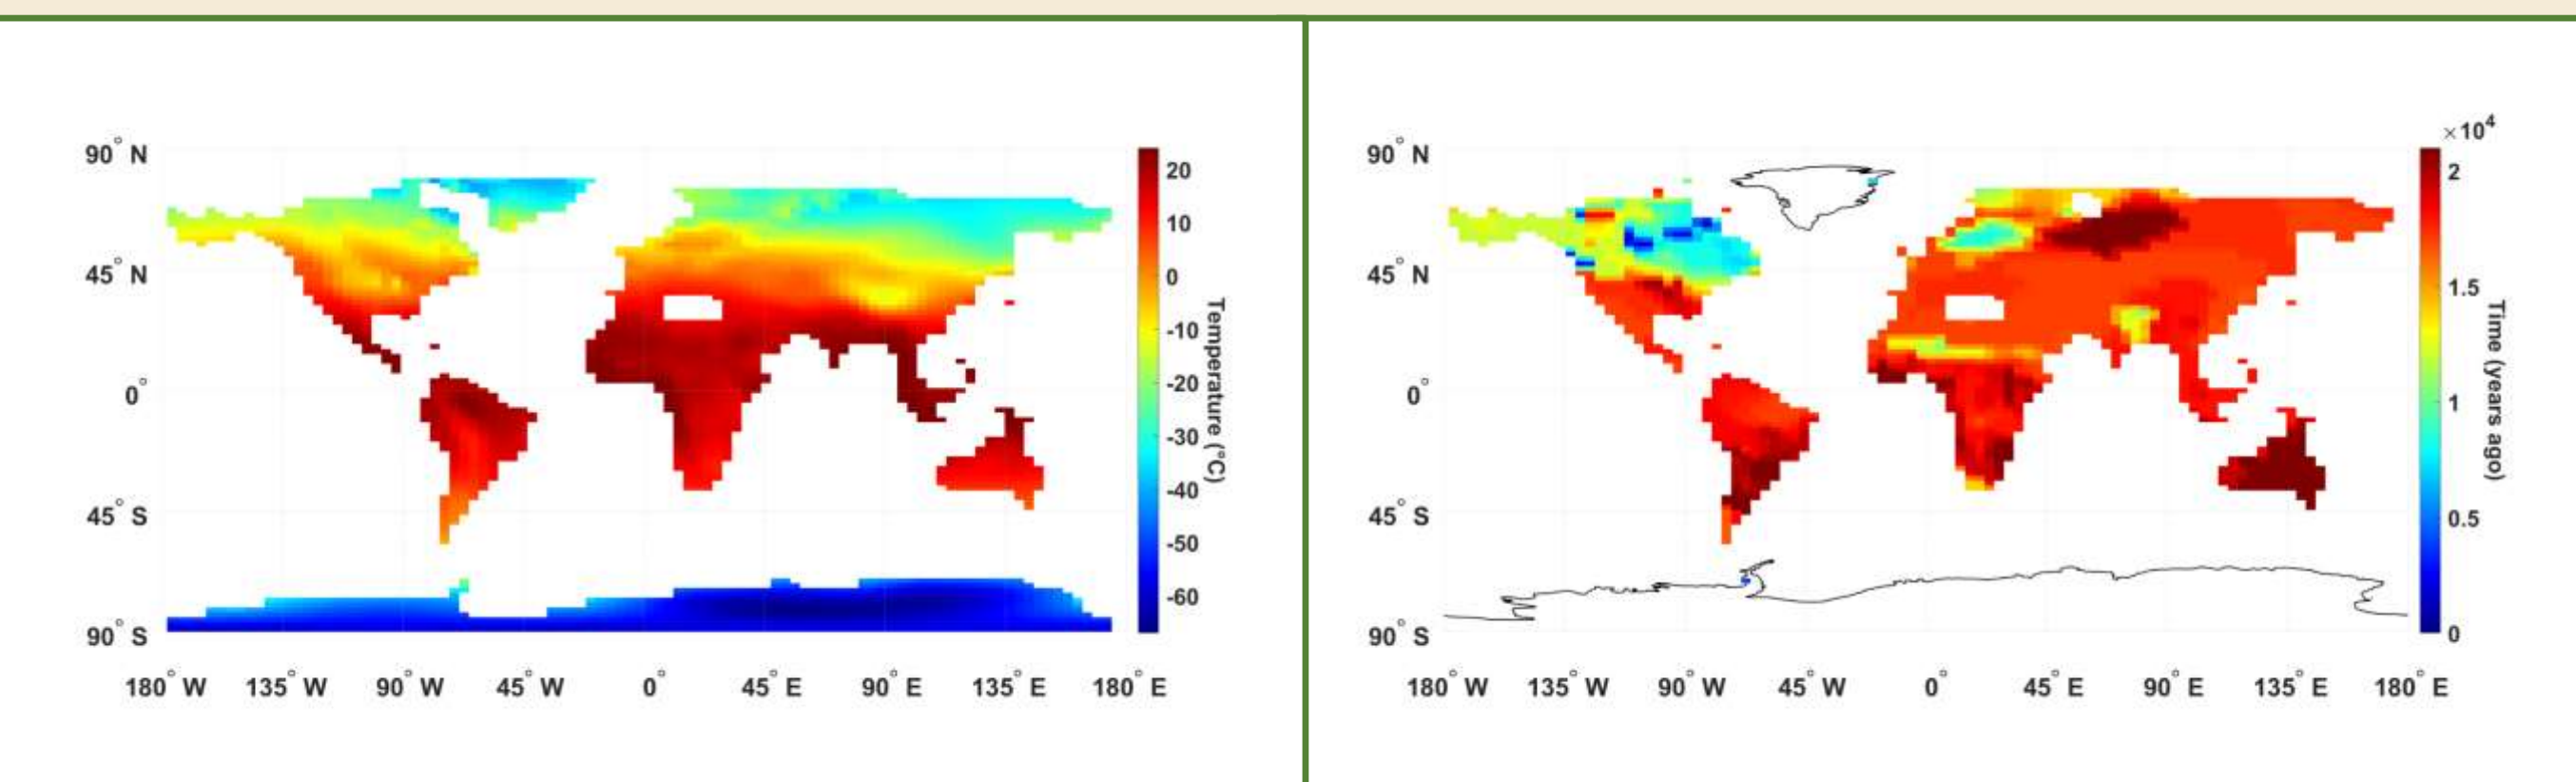 90° N
45° N
0°
45° S
90° S
180° W 135° W 90° W 45° W 0° 45° E 90° E 135° E 180° E
20
10
0
-10
-20
-30
-40
-50
-60
Temperature (°C)
90° N
45° N
0°
45° S
90° S
180° W 135° W 90° W 45° W 0° 45° E 90° E 135° E 180° E
×10⁴
2
1.5
1
0.5
0
Time (years ago)